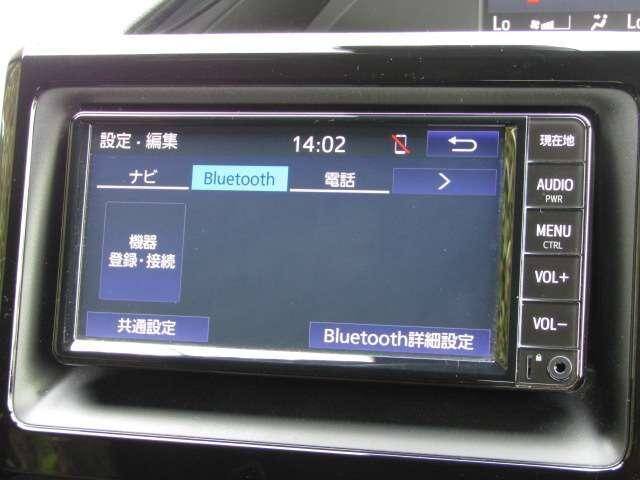 Lo
Lo
設定・編集 14:02
現在地
ナビ Bluetooth 電話 >
AUDIO
PWR
機器
登録・接続
MENU
CTRL
VOL+
共通設定
Bluetooth詳細設定
VOL−